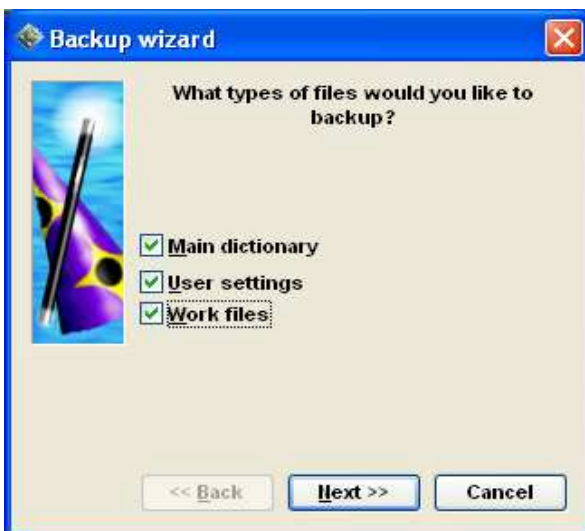 Backup wizard
What types of files would you like to
backup?
Main dictionary
User settings
Work files
<< Back
Next >>
Cancel